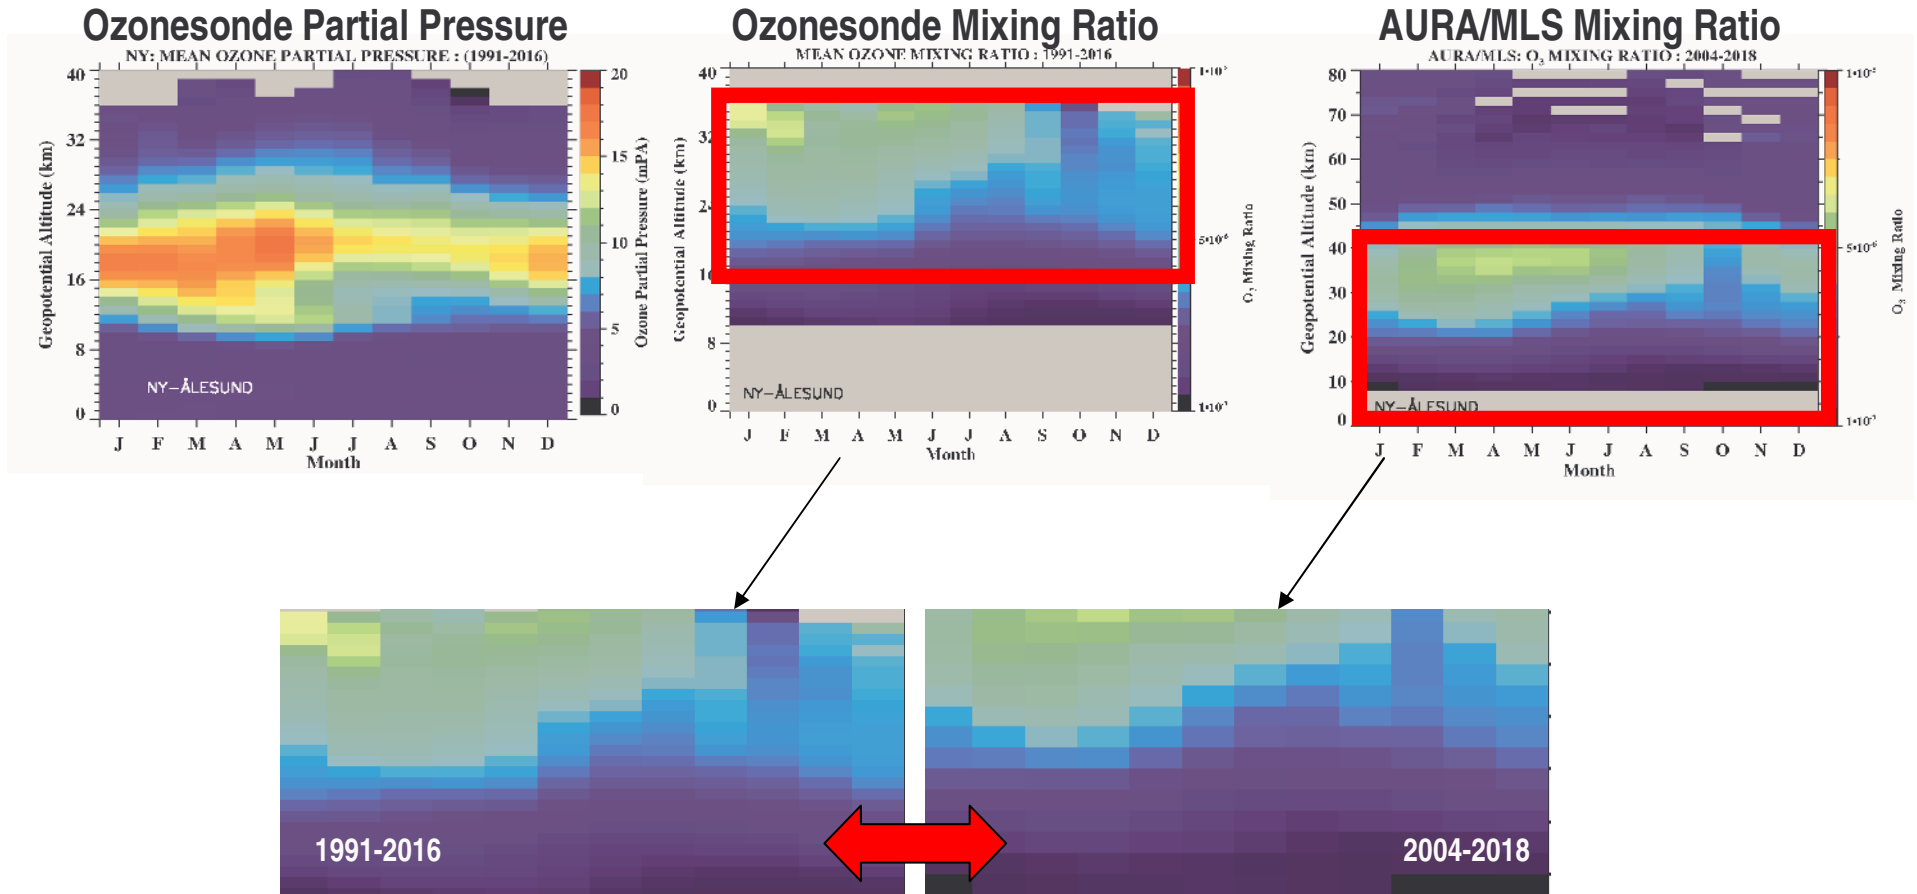 Ozonesonde Partial Pressure
NY: MEAN OZONE PARTIAL PRESSURE : (1991-2016)
40
32
24
16
8
0
Geopotential Altitude (km)
NY–ÅLESUND
J F M A M J J A S O N D
Month
20
15
10
5
0
Ozone Partial Pressure (mPA)
Ozonesonde Mixing Ratio
MEAN OZONE MIXING RATIO : 1991-2016
40
8
0
Geopotential Altitude (km)
NY–ÅLESUND
J F M A M J J A S O N D
Month
O₃ Mixing Ratio
AURA/MLS Mixing Ratio
AURA/MLS: O₃ MIXING RATIO : 2004-2018
80
70
60
50
40
30
20
10
0
Geopotential Altitude (km)
NY–ÅLESUND
J F M A M J J A S O N D
Month
O₃ Mixing Ratio
1991-2016
2004-2018